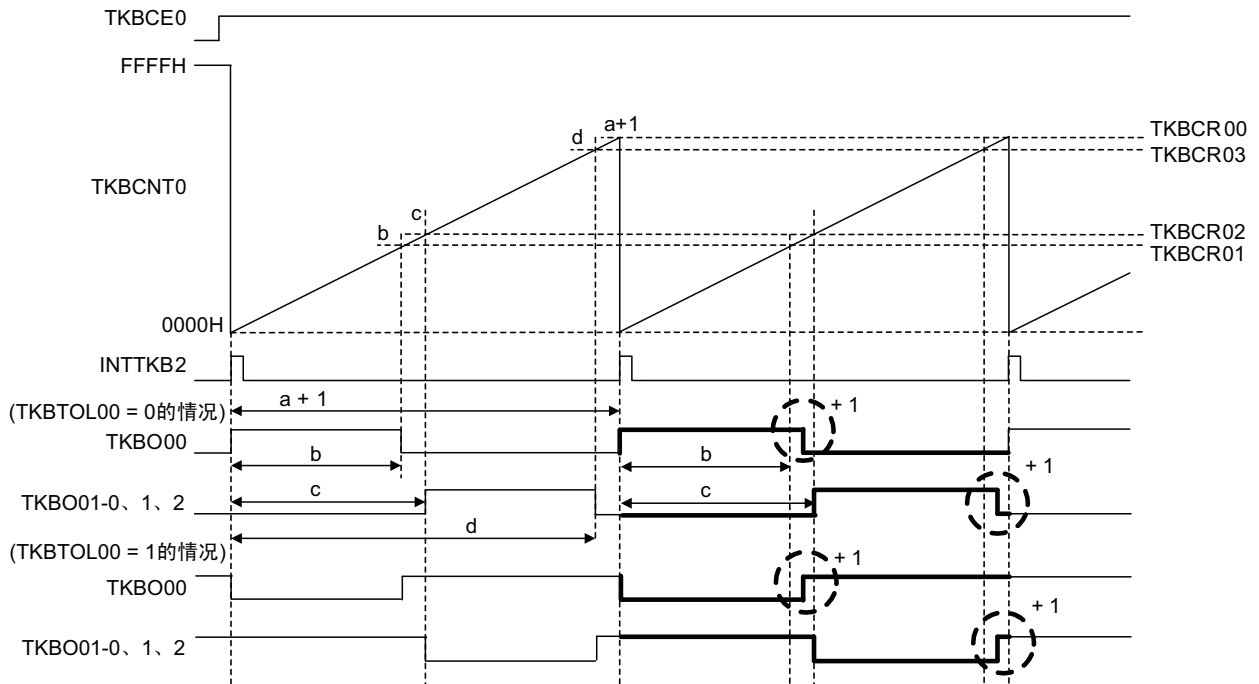 TKBCE0
FFFFH
a+1
d
TKBCR00
TKBCR03
TKBCNT0
c
b
TKBCR02
TKBCR01
0000H
INTTKB2
(TKBTOL00 = 0的情况)
a + 1
+ 1
TKBO00
b
b
+ 1
TKBO01-0、1、2
c
c
d
(TKBTOL00 = 1的情况)
+ 1
TKBO00
+ 1
TKBO01-0、1、2